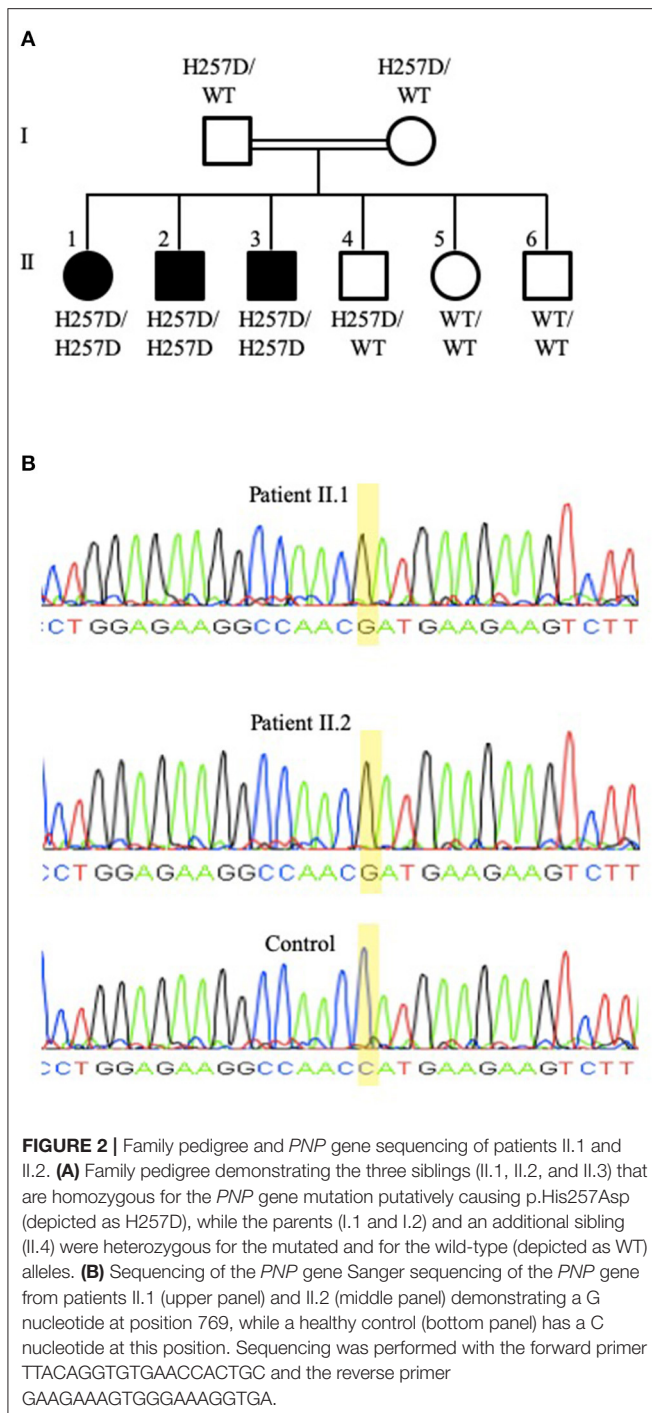 A
H257D/ H257D/
WT WT
I
1 2 3 4 5 6
II
H257D/ H257D/ H257D/ H257D/ WT/ WT/
H257D H257D H257D WT WT WT
B
Patient II.1
CTGGAGAAGGCCAACGATGAAGAAGTCTT
Patient II.2
CCTGGAGAAGGCCAACGATGAAGAAGTCTT
Control
CCTGGAGAAGGCCAACCATGAAGAAGTCTT
FIGURE 2 | Family pedigree and PNP gene sequencing of patients II.1 and
II.2. (A) Family pedigree demonstrating the three siblings (II.1, II.2, and II.3) that
are homozygous for the PNP gene mutation putatively causing p.His257Asp
(depicted as H257D), while the parents (I.1 and I.2) and an additional sibling
(II.4) were heterozygous for the mutated and for the wild-type (depicted as WT)
alleles. (B) Sequencing of the PNP gene Sanger sequencing of the PNP gene
from patients II.1 (upper panel) and II.2 (middle panel) demonstrating a G
nucleotide at position 769, while a healthy control (bottom panel) has a C
nucleotide at this position. Sequencing was performed with the forward primer
TTACAGGTGTGAACCACTGC and the reverse primer
GAAGAAAGTGGGAAAGGTGA.